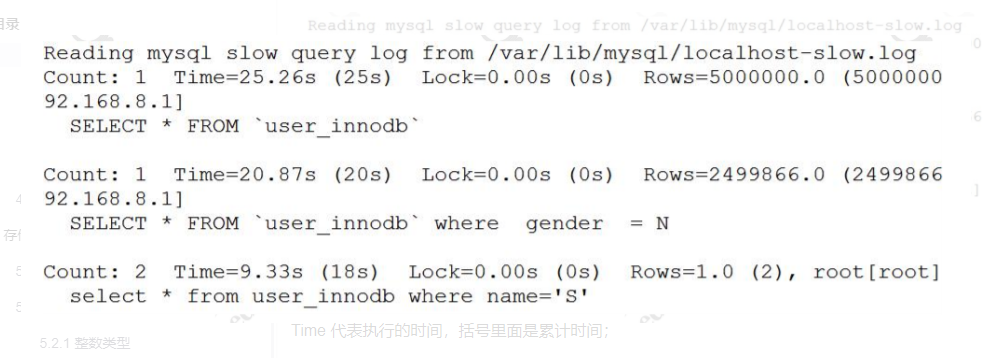 目录
Reading mysql slow query log from /var/lib/mysql/localhost-slow.log
Reading mysql slow query log from /var/lib/mysql/localhost-slow.log
Count: 1  Time=25.26s (25s)  Lock=0.00s (0s)  Rows=5000000.0 (5000000
92.168.8.1]
SELECT * FROM `user_innodb`
Count: 1  Time=20.87s (20s)  Lock=0.00s (0s)  Rows=2499866.0 (2499866
92.168.8.1]
SELECT * FROM `user_innodb` where  gender  = N
Count: 2  Time=9.33s (18s)  Lock=0.00s (0s)  Rows=1.0 (2), root[root]
select * from user_innodb where name='S'
Time 代表执行的时间，括号里面是累计时间；
5.2.1 整数类型